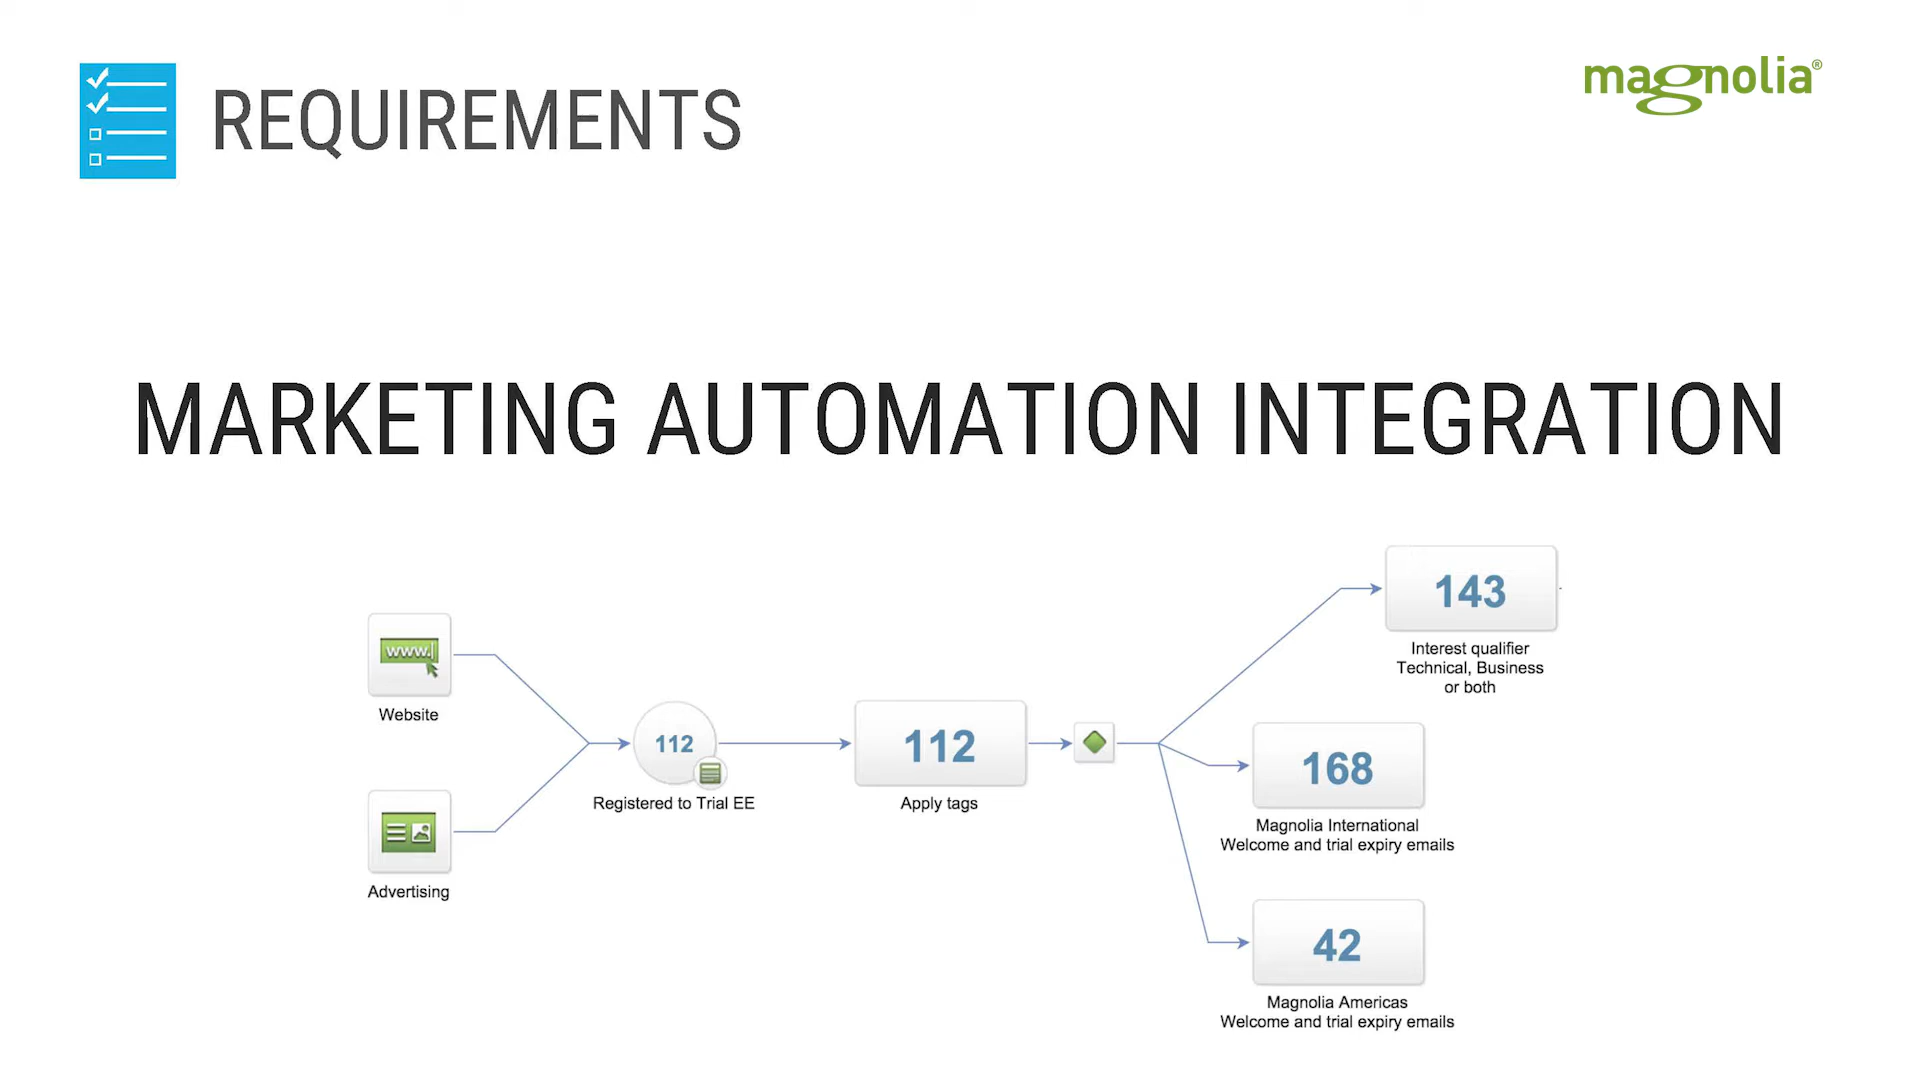 REQUIREMENTS
magnolia®
MARKETING AUTOMATION INTEGRATION
www.
Website
Advertising
112
Registered to Trial EE
112
Apply tags
143
Interest qualifier
Technical, Business
or both
168
Magnolia International
Welcome and trial expiry emails
42
Magnolia Americas
Welcome and trial expiry emails